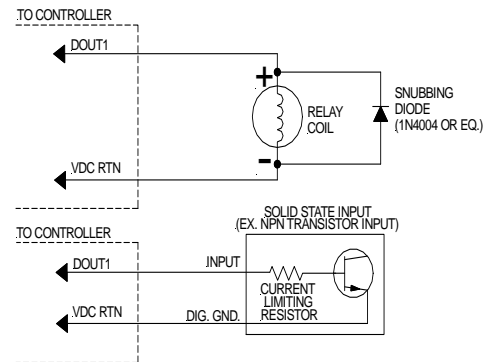 TO CONTROLLER
DOUT1
+
RELAY
COIL
SNUBBING
DIODE
(1N4004 OR EQ.)
-
VDC RTN
SOLID STATE INPUT
(EX. NPN TRANSISTOR INPUT)
TO CONTROLLER
DOUT1
INPUT
CURRENT
LIMITING
RESISTOR
VDC RTN
DIG. GND.